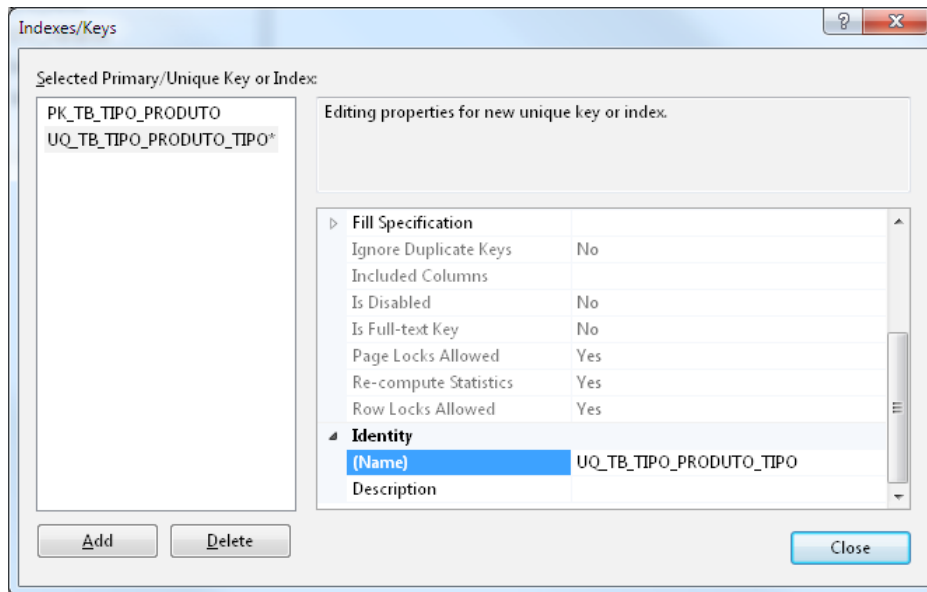 Indexes/Keys
Selected Primary/Unique Key or Index:
PK_TB_TIPO_PRODUTO
UQ_TB_TIPO_PRODUTO_TIPO*
Editing properties for new unique key or index.
Fill Specification
Ignore Duplicate Keys No
Included Columns
Is Disabled No
Is Full-text Key No
Page Locks Allowed Yes
Re-compute Statistics Yes
Row Locks Allowed Yes
Identity
(Name) UQ_TB_TIPO_PRODUTO_TIPO
Description
Add Delete
Close